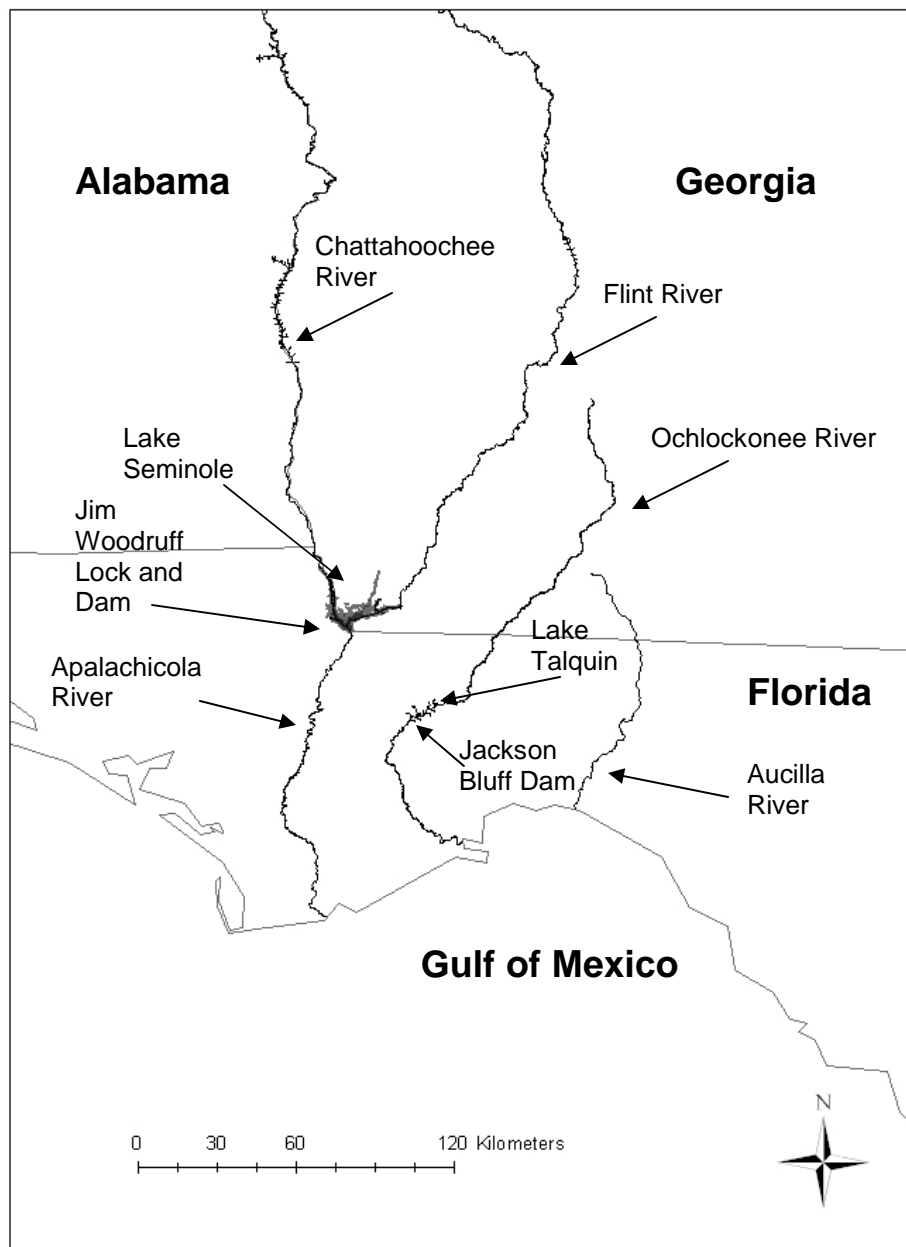 Alabama
Georgia
Chattahoochee
River
Flint River
Ochlockonee River
Lake
Seminole
Jim
Woodruff
Lock and
Dam
Lake
Talquin
Apalachicola
River
Florida
Jackson
Bluff Dam
Aucilla
River
Gulf of Mexico
N
0 30 60 120 Kilometers